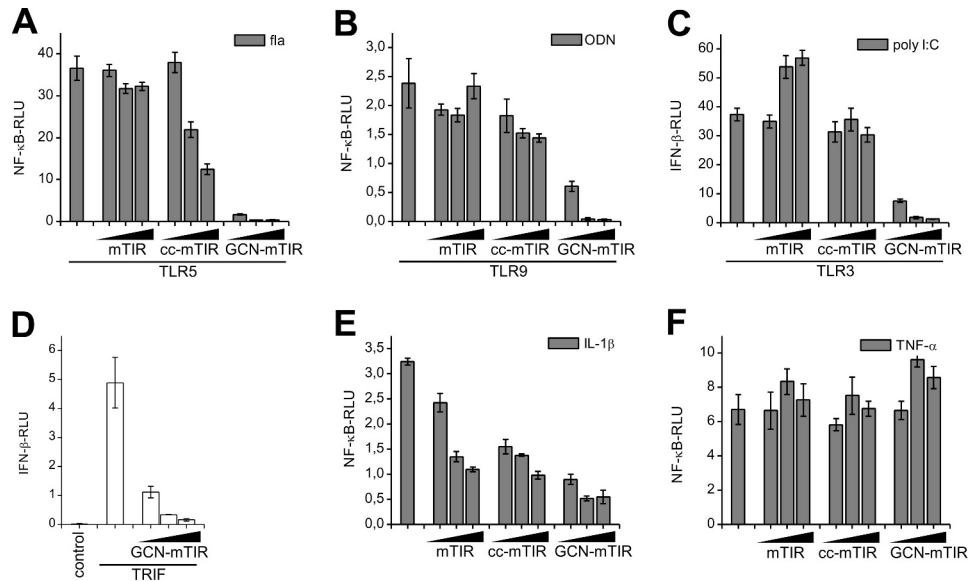 A
fla
NF-κB-RLU
40
30
20
10
0
mTIR cc-mTIR GCN-mTIR
TLR5
B
ODN
NF-κB-RLU
3,0
2,5
2,0
1,5
1,0
0,5
0,0
mTIR cc-mTIR GCN-mTIR
TLR9
C
poly I:C
IFN-β-RLU
70
60
50
40
30
20
10
0
mTIR cc-mTIR GCN-mTIR
TLR3
D
IFN-β-RLU
6
5
4
3
2
1
0
control
GCN-mTIR
TRIF
E
IL-1β
NF-κB-RLU
3,5
3,0
2,5
2,0
1,5
1,0
0,5
0,0
mTIR cc-mTIR GCN-mTIR
F
TNF-α
NF-κB-RLU
10
8
6
4
2
0
mTIR cc-mTIR GCN-mTIR